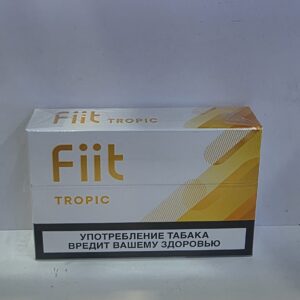 Fiit TROPIC
Fiit
TROPIC
УПОТРЕБЛЕНИЕ ТАБАКА
ВРЕДИТ ВАШЕМУ ЗДОРОВЬЮ